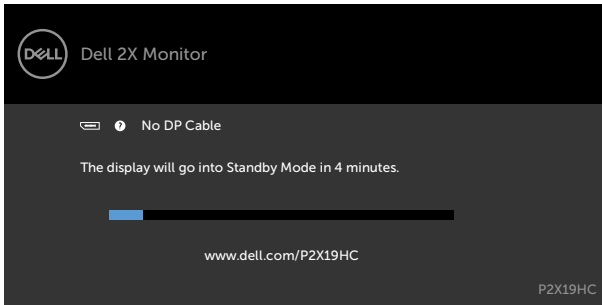 DELL Dell 2X Monitor
? No DP Cable
The display will go into Standby Mode in 4 minutes.
www.dell.com/P2X19HC
P2X19HC